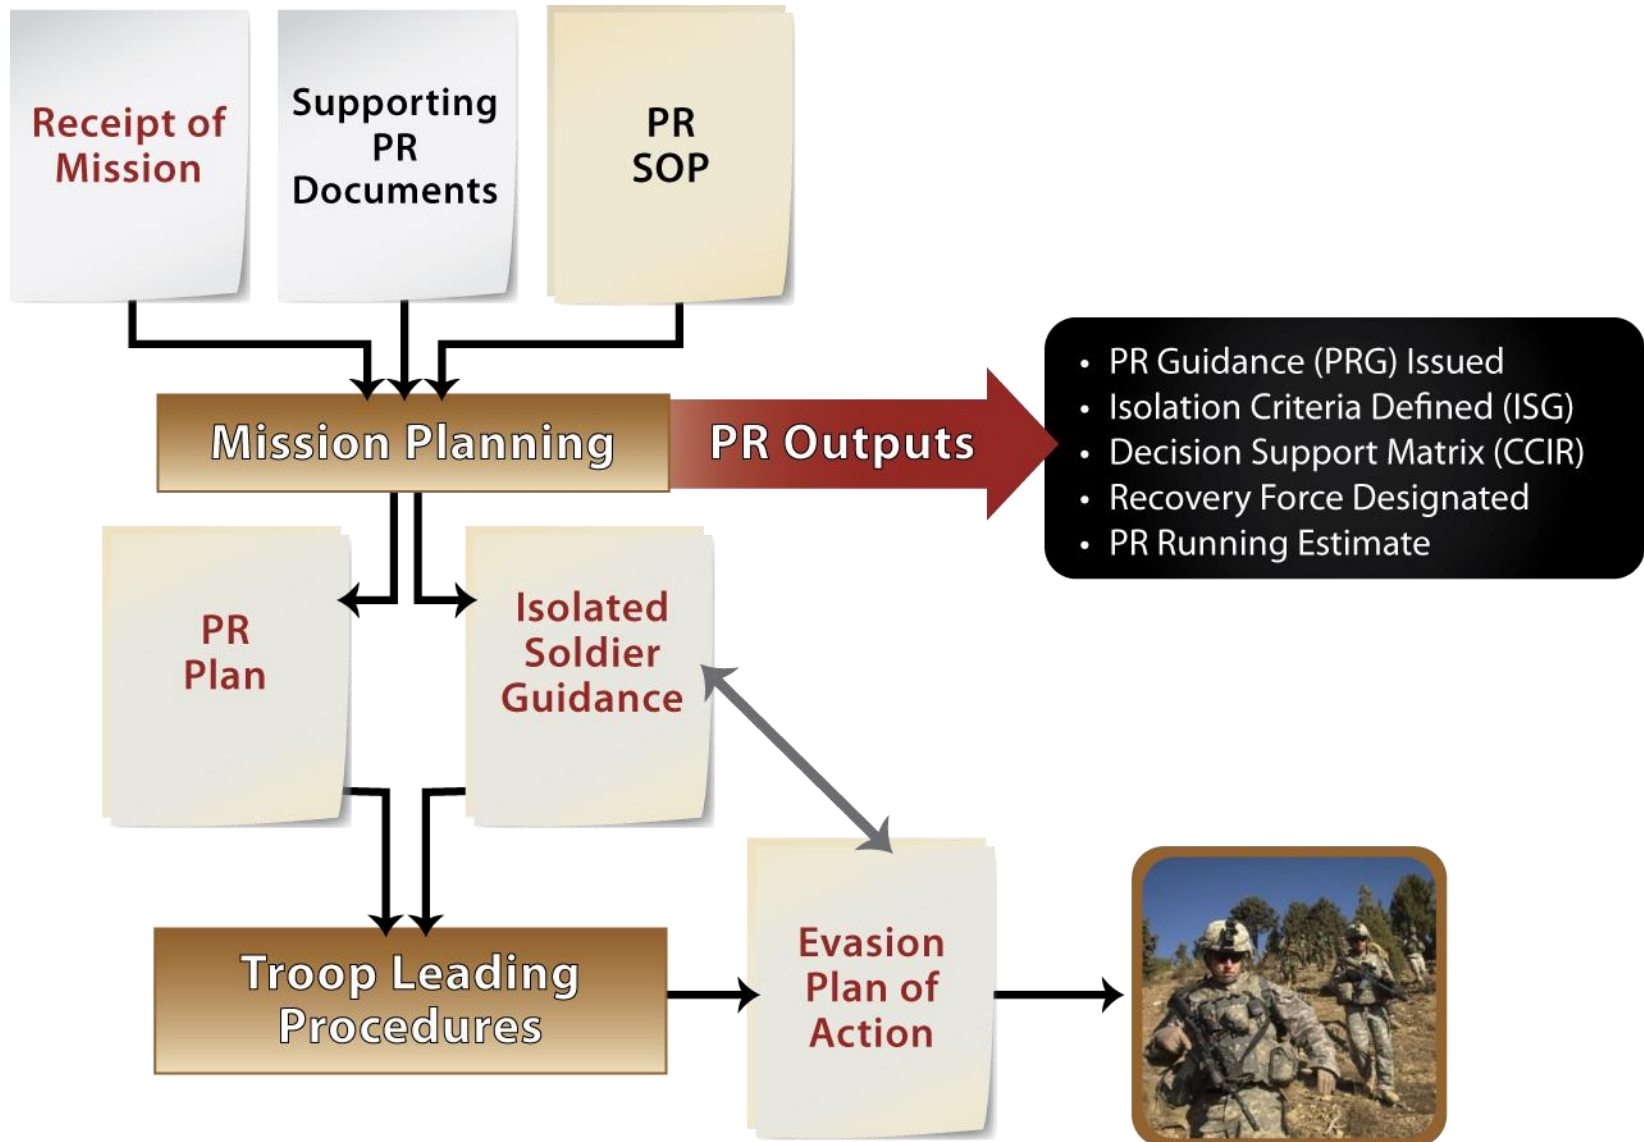 Receipt of
Mission
Supporting
PR
Documents
PR
SOP
Mission Planning
PR Outputs
• PR Guidance (PRG) Issued
• Isolation Criteria Defined (ISG)
• Decision Support Matrix (CCIR)
• Recovery Force Designated
• PR Running Estimate
PR
Plan
Isolated
Soldier
Guidance
Troop Leading
Procedures
Evasion
Plan of
Action